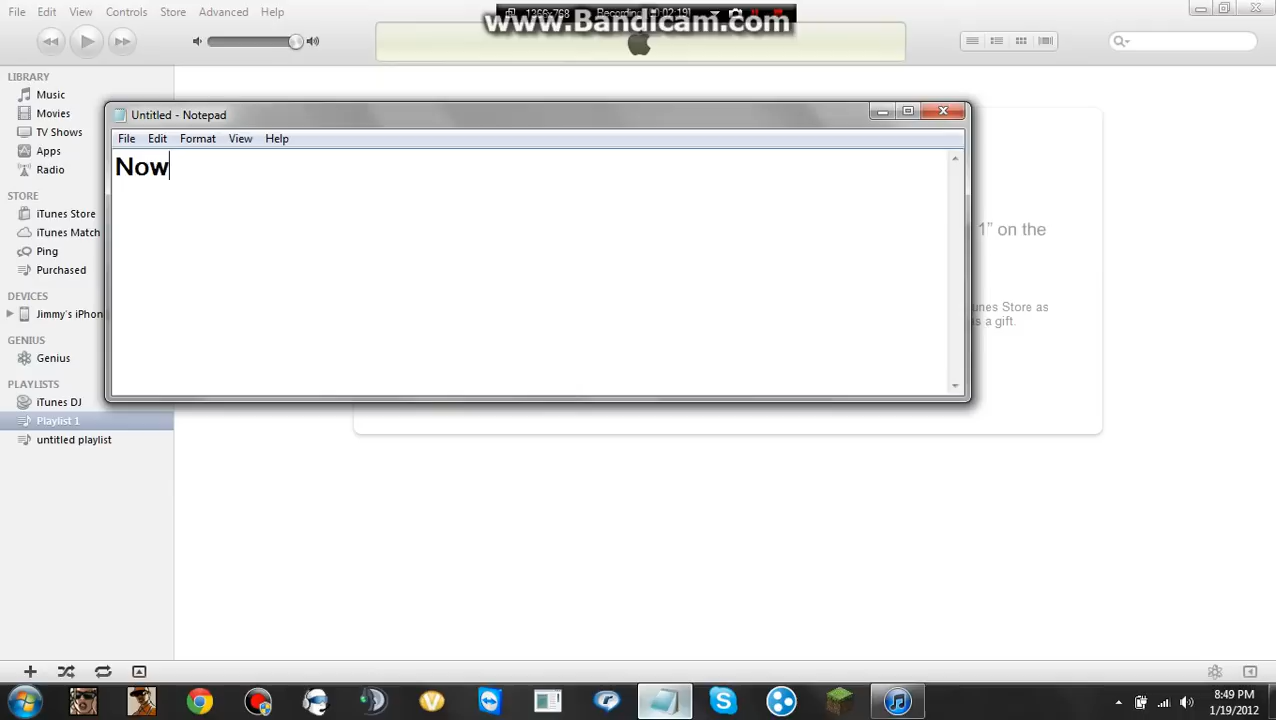 File Edit View Controls Store Advanced Help
1366x768
www.Bandicam.com
LIBRARY
Music
Movies
TV Shows
Apps
Radio
STORE
iTunes Store
iTunes Match
Ping
Purchased
DEVICES
Jimmy's iPhon
GENIUS
Genius
PLAYLISTS
iTunes DJ
Playlist 1
untitled playlist
Untitled - Notepad
File Edit Format View Help
Now
1” on the
unes Store as
s a gift.
8:49 PM
1/19/2012